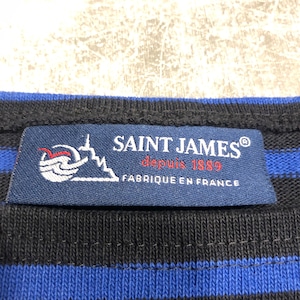 SAINT JAMES®
depuis 1889
FABRIQUE EN FRANCE